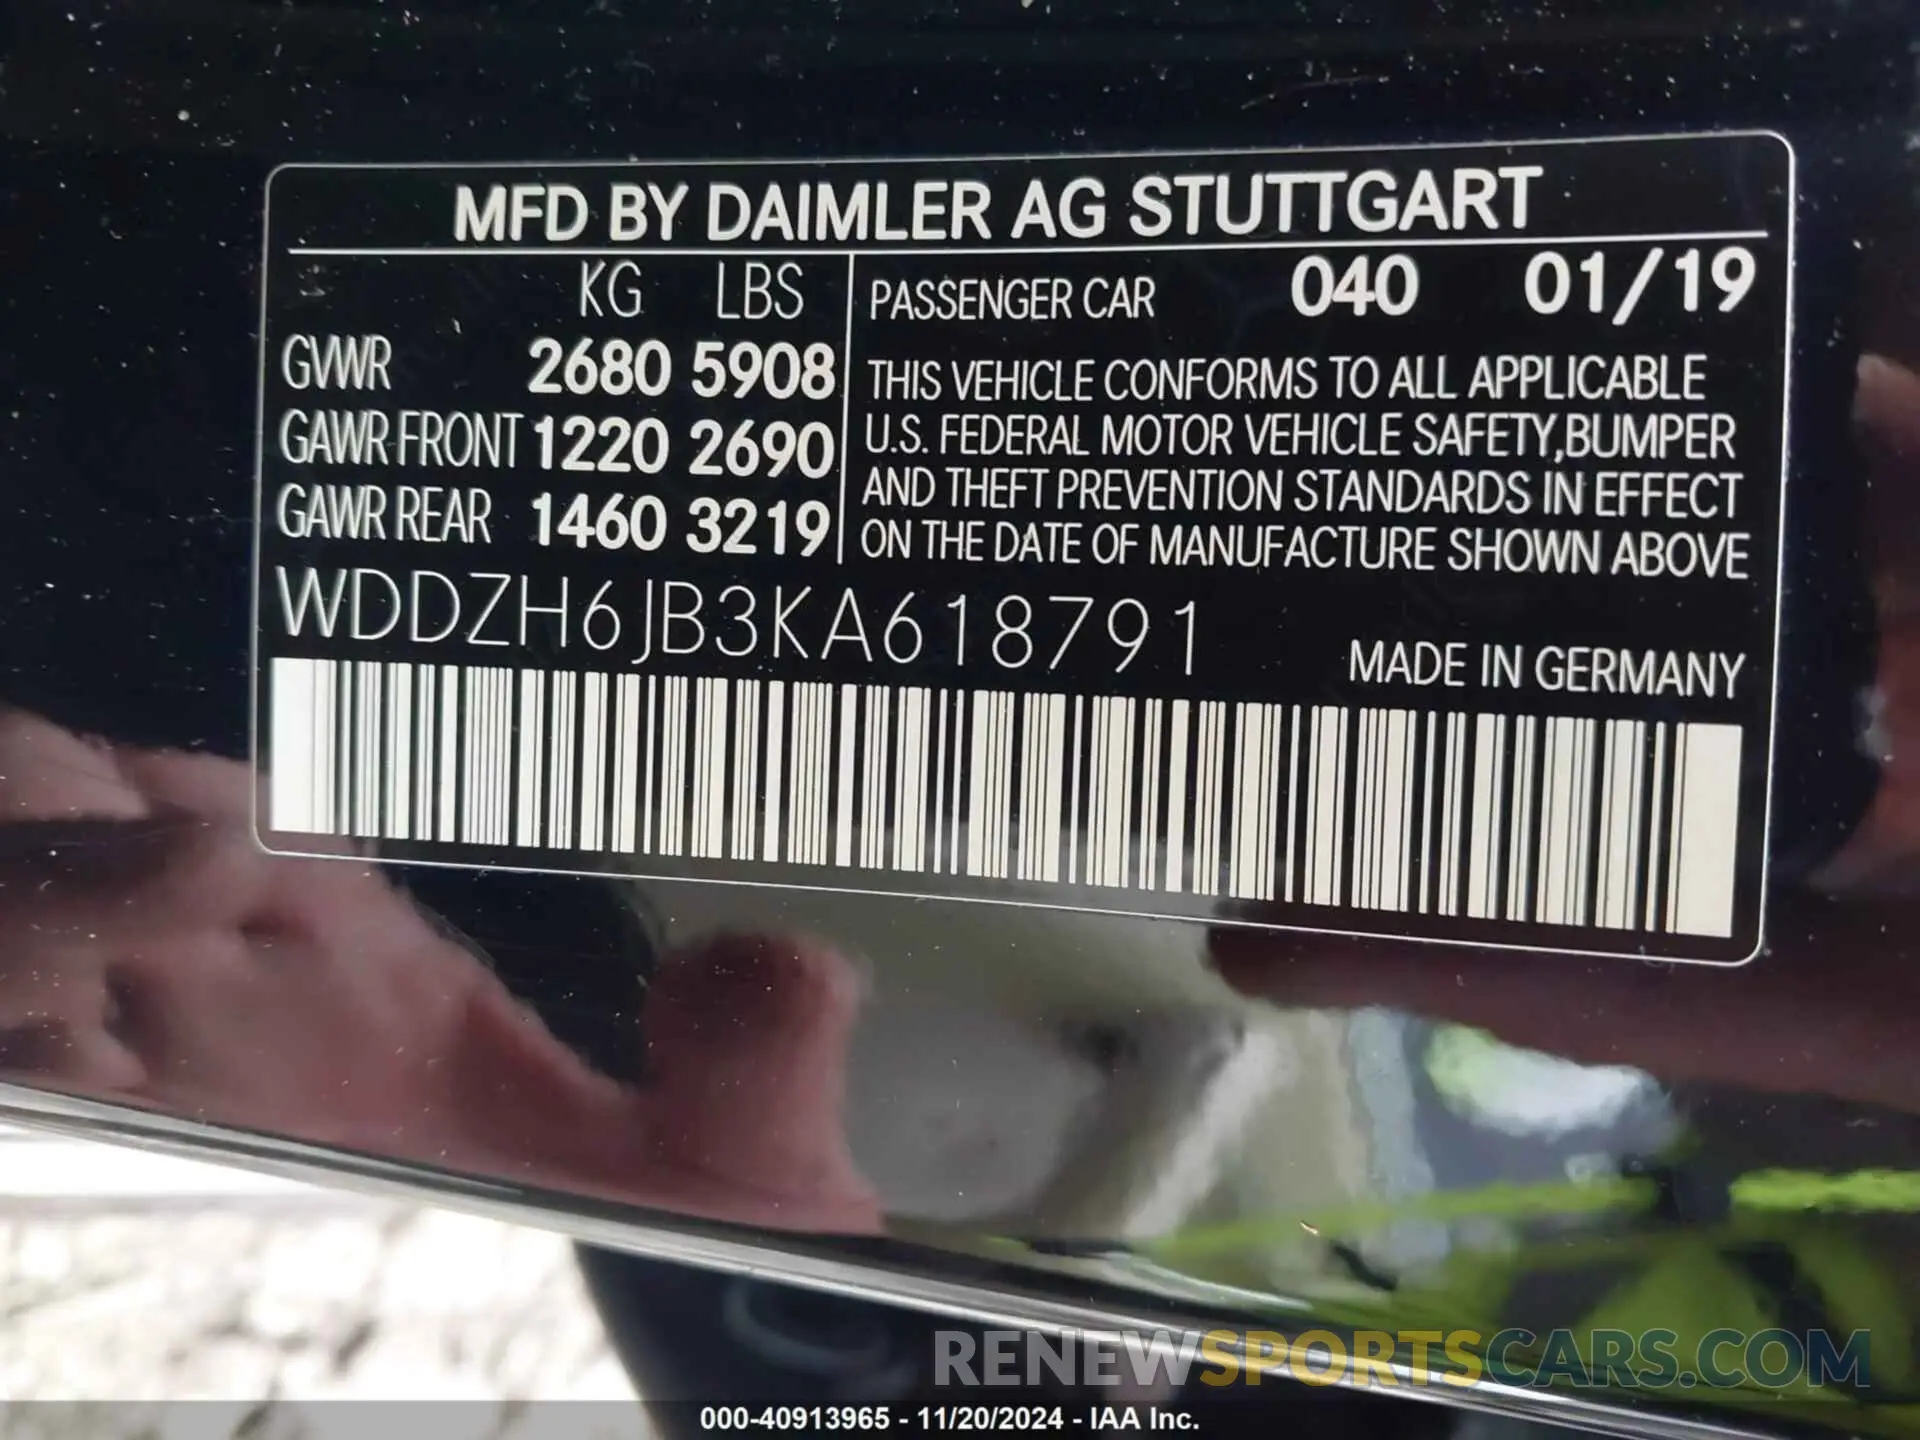 MFD BY DAIMLER AG STUTTGART
KG LBS
GVWR 2680 5908
GAWR FRONT 1220 2690
GAWR REAR 1460 3219
PASSENGER CAR 040 01/19
THIS VEHICLE CONFORMS TO ALL APPLICABLE
U.S. FEDERAL MOTOR VEHICLE SAFETY,BUMPER
AND THEFT PREVENTION STANDARDS IN EFFECT
ON THE DATE OF MANUFACTURE SHOWN ABOVE
WDDZH6JB3KA618791
MADE IN GERMANY
RENEWSPORTSCARS.COM
000-40913965 - 11/20/2024 - IAA Inc.